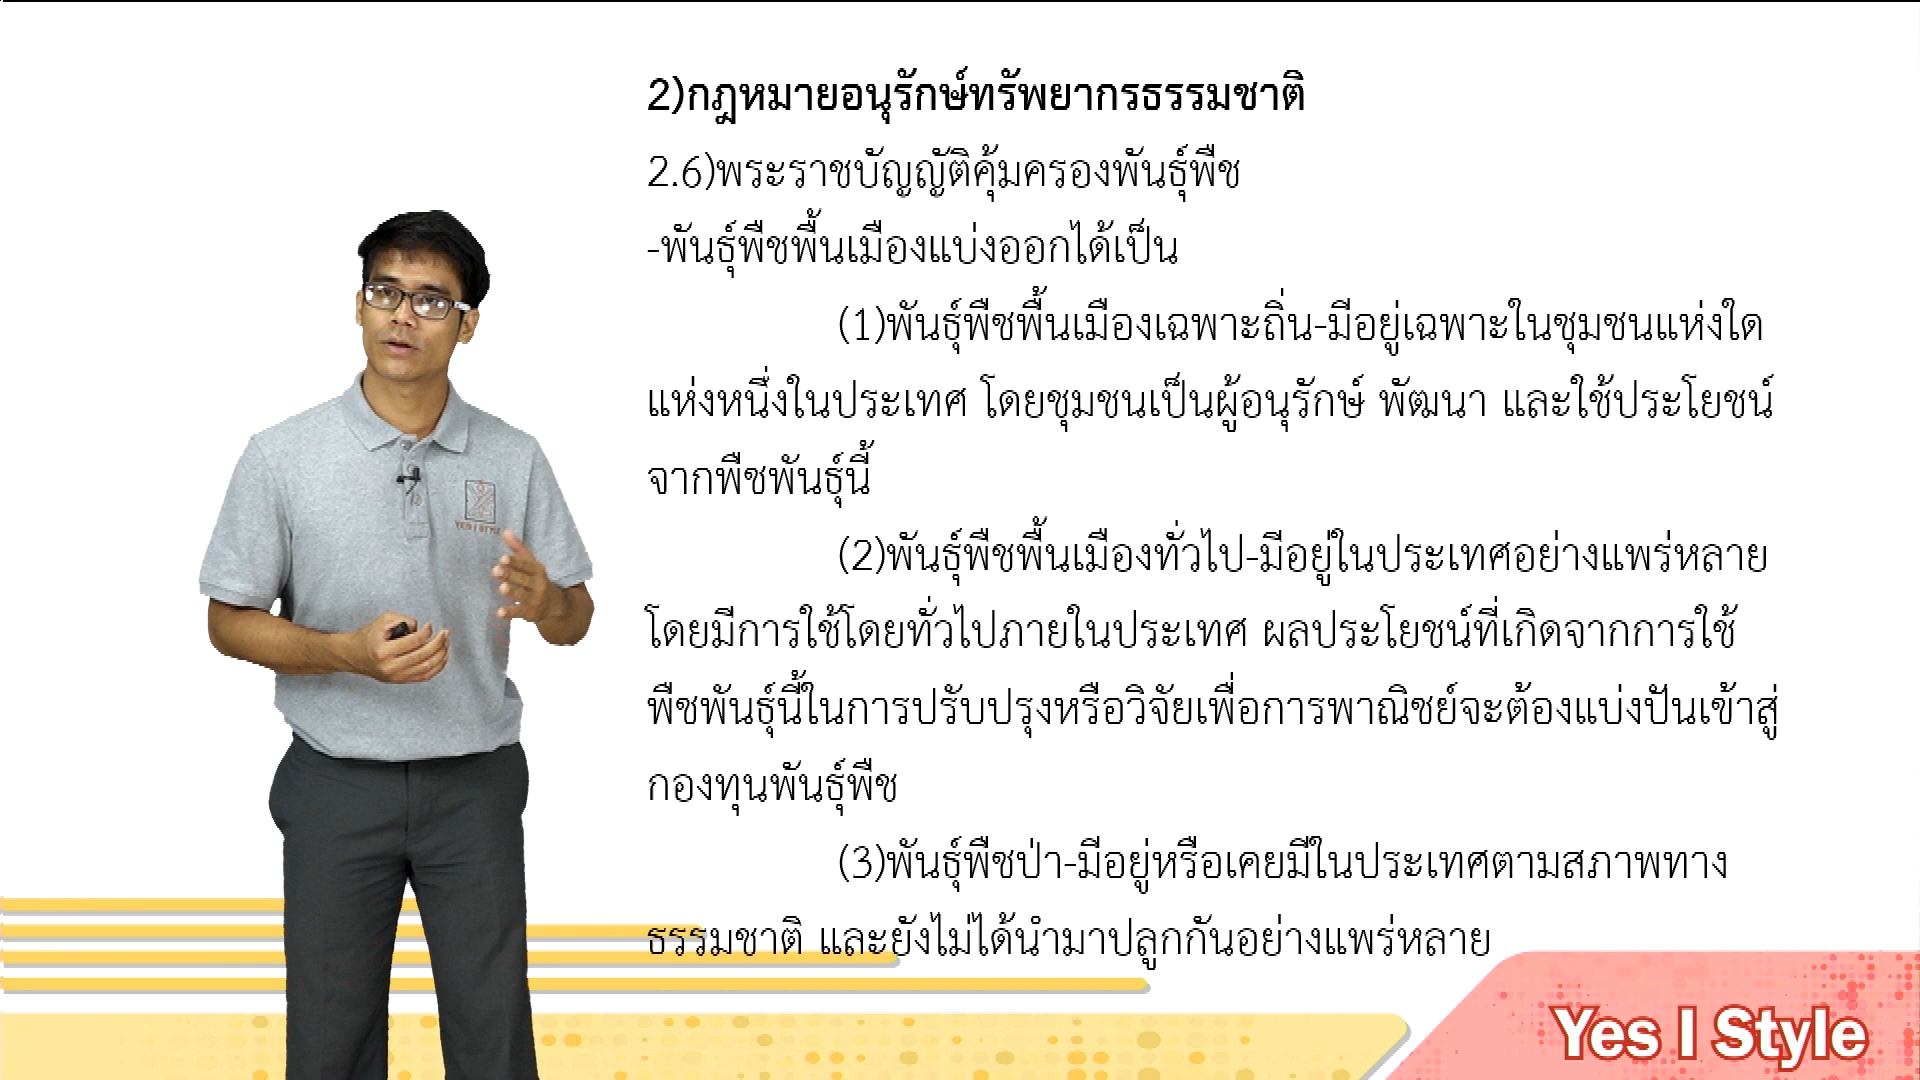 2)กฎหมายอนุรักษ์ทรัพยากรธรรมชาติ
2.6)พระราชบัญญัติคุ้มครองพันธุ์พืช
-พันธุ์พืชพื้นเมืองแบ่งออกได้เป็น
(1)พันธุ์พืชพื้นเมืองเฉพาะถิ่น-มีอยู่เฉพาะในชุมชนแห่งใด
แห่งหนึ่งในประเทศ โดยชุมชนเป็นผู้อนุรักษ์ พัฒนา และใช้ประโยชน์
จากพืชพันธุ์นี้
(2)พันธุ์พืชพื้นเมืองทั่วไป-มีอยู่ในประเทศอย่างแพร่หลาย
โดยมีการใช้โดยทั่วไปภายในประเทศ ผลประโยชน์ที่เกิดจากการใช้
พืชพันธุ์นี้ในการปรับปรุงหรือวิจัยเพื่อการพาณิชย์จะต้องแบ่งปันเข้าสู่
กองทุนพันธุ์พืช
(3)พันธุ์พืชป่า-มีอยู่หรือเคยมีในประเทศตามสภาพทาง
ธรรมชาติ และยังไม่ได้นำมาปลูกกันอย่างแพร่หลาย
YES I STYLE
Yes I Style